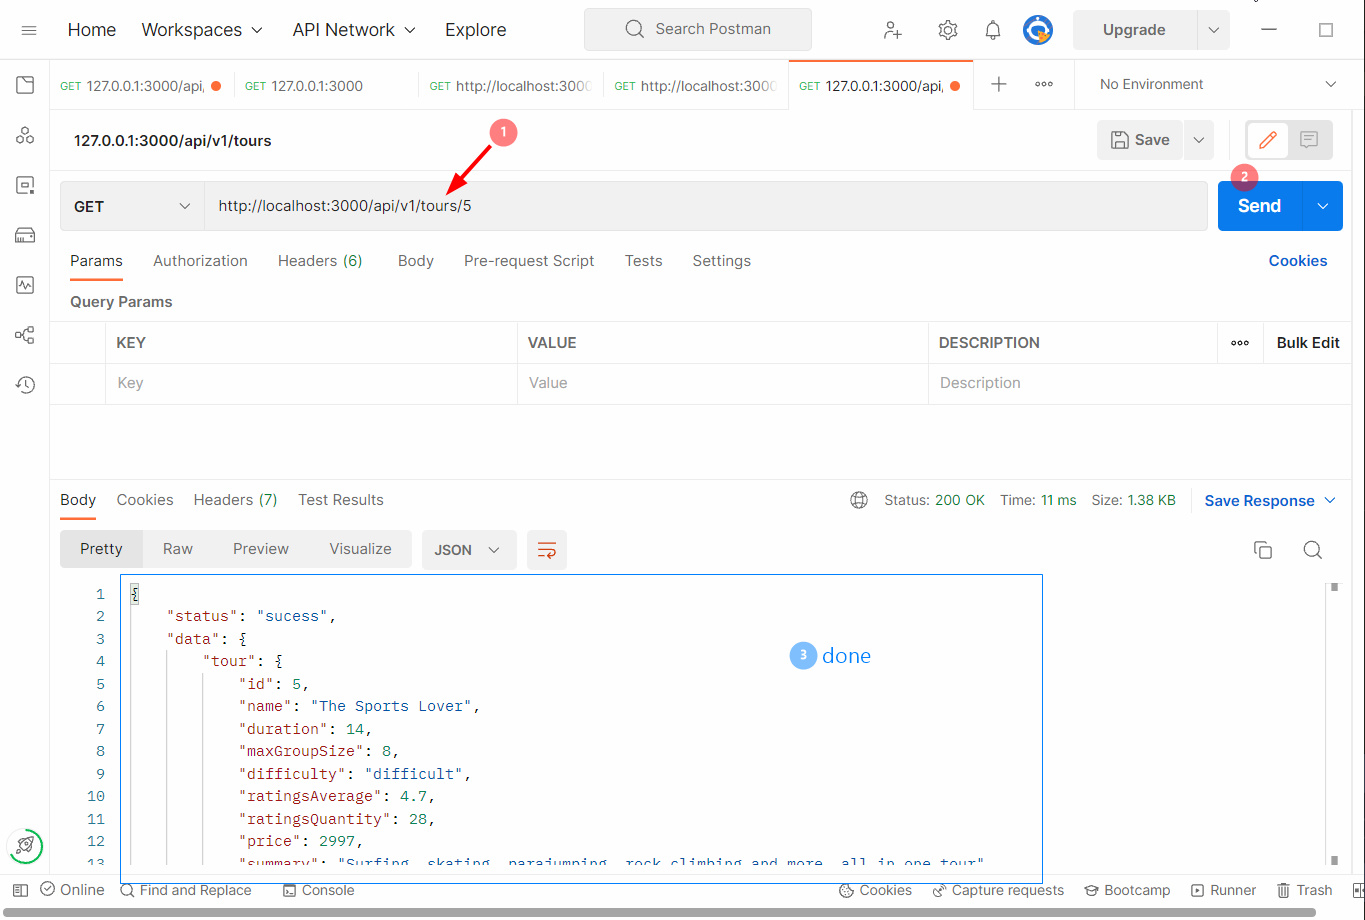 Home Workspaces API Network Explore Search Postman Upgrade
GET 127.0.0.1:3000/api, GET 127.0.0.1:3000 GET http://localhost:3000 GET http://localhost:3000 GET 127.0.0.1:3000/api, No Environment
127.0.0.1:3000/api/v1/tours 1 Save
2
GET http://localhost:3000/api/v1/tours/5 Send
Params Authorization Headers (6) Body Pre-request Script Tests Settings Cookies
Query Params
KEY VALUE DESCRIPTION Bulk Edit
Key Value Description
Body Cookies Headers (7) Test Results Status: 200 OK Time: 11 ms Size: 1.38 KB Save Response
Pretty Raw Preview Visualize JSON
1 {
2 "status": "sucess",
3 "data": {
3 done
4 "tour": {
5 "id": 5,
6 "name": "The Sports Lover",
7 "duration": 14,
8 "maxGroupSize": 8,
9 "difficulty": "difficult",
10 "ratingsAverage": 4.7,
11 "ratingsQuantity": 28,
12 "price": 2997,
13 "summary": "Surfing, skating, parajumping, rock climbing and more, all in one tour"
Online Find and Replace Console Cookies Capture requests Bootcamp Runner Trash